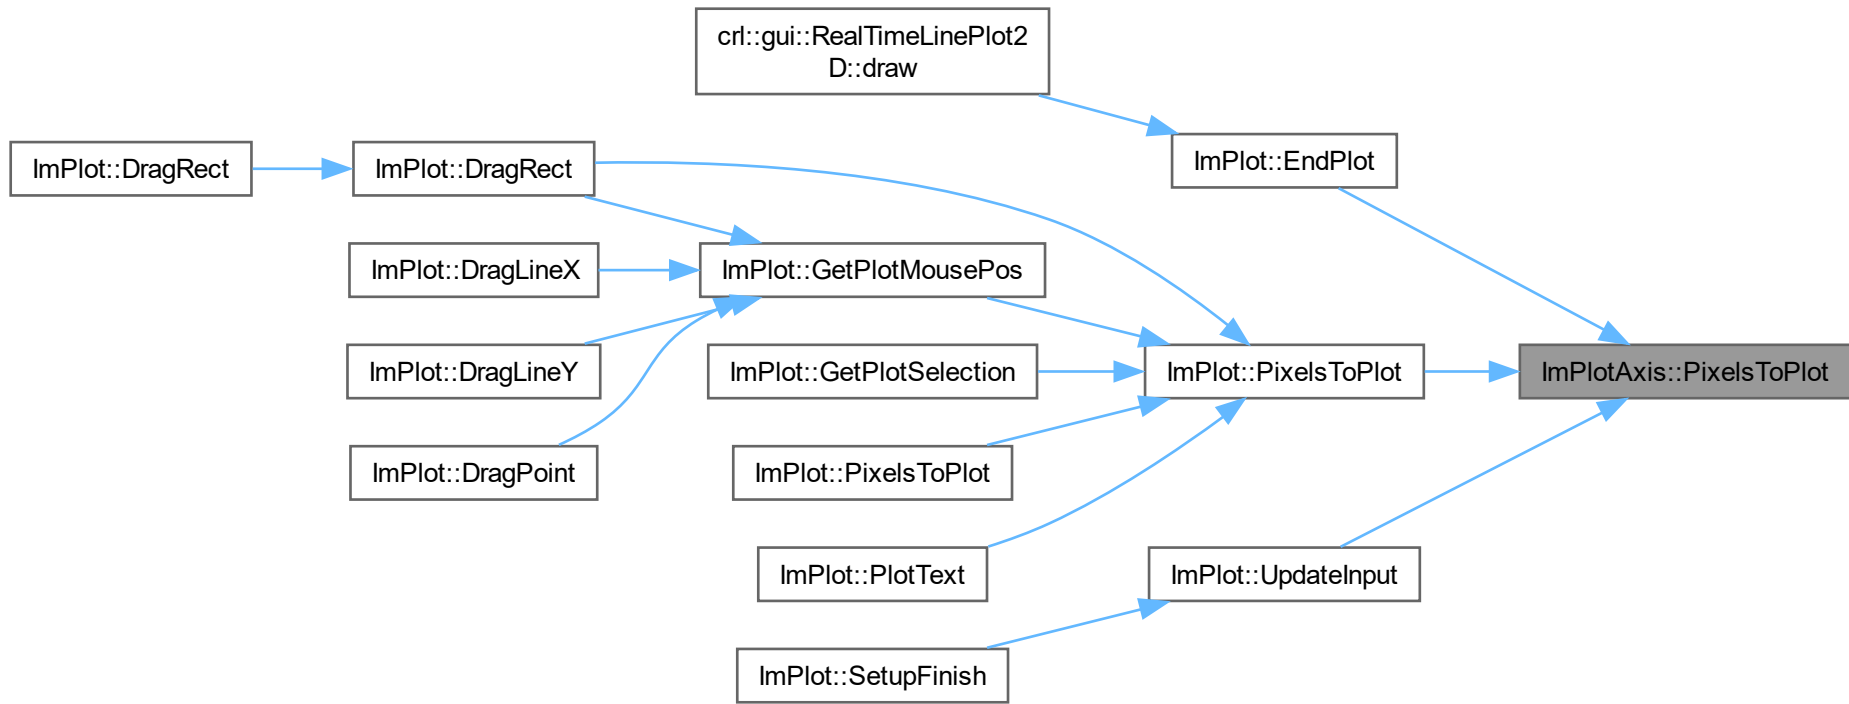 crl::gui::RealTimeLinePlot2
D::draw
ImPlot::EndPlot
ImPlot::DragRect
ImPlot::DragRect
ImPlot::GetPlotMousePos
ImPlot::DragLineX
ImPlot::DragLineY
ImPlot::GetPlotSelection
ImPlot::PixelsToPlot
ImPlotAxis::PixelsToPlot
ImPlot::DragPoint
ImPlot::PixelsToPlot
ImPlot::PlotText
ImPlot::UpdateInput
ImPlot::SetupFinish